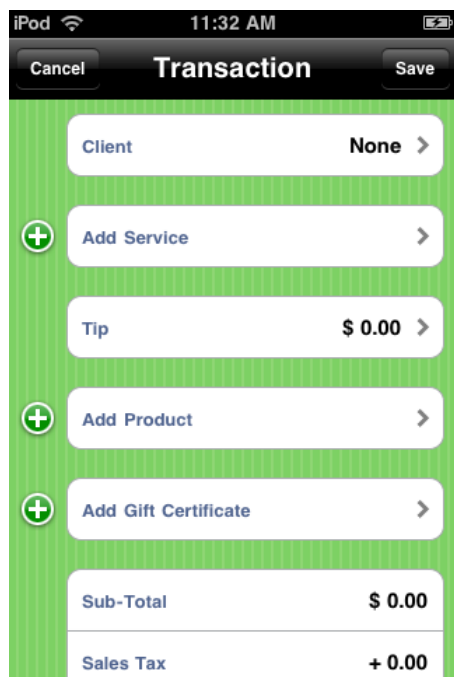 iPod 11:32 AM
Cancel Transaction Save
Client None
Add Service
Tip $ 0.00
Add Product
Add Gift Certificate
Sub-Total $ 0.00
Sales Tax + 0.00